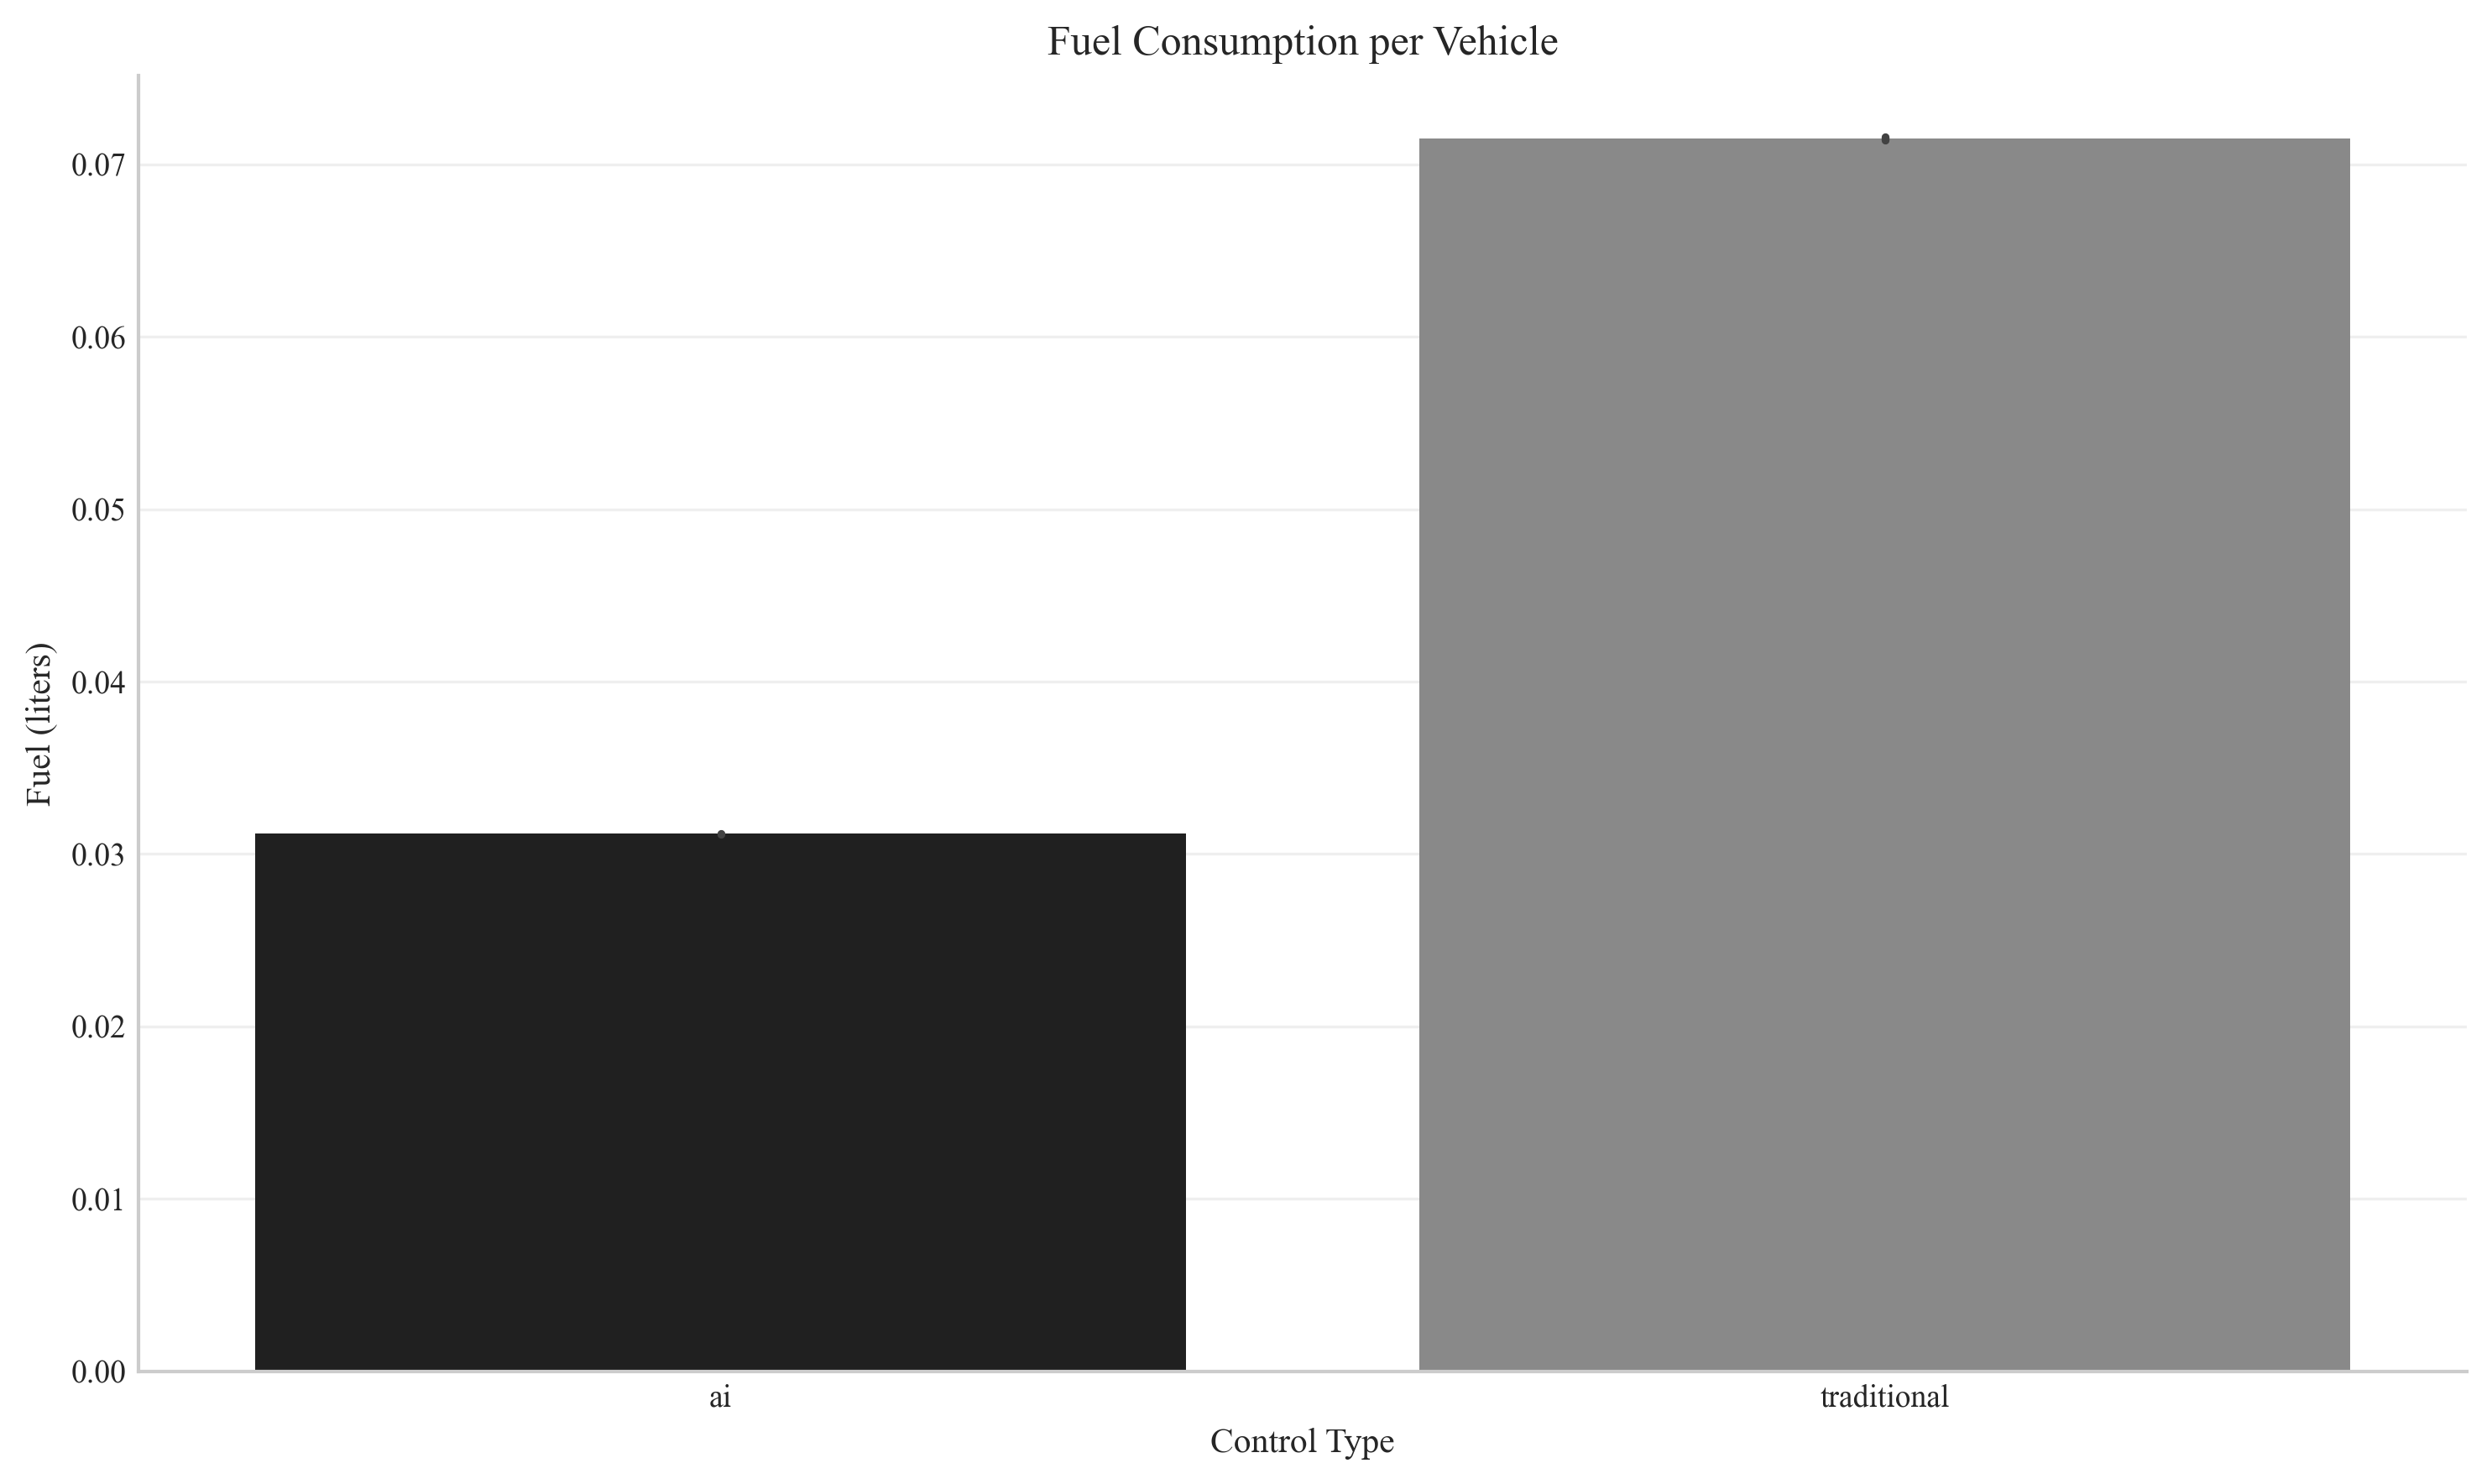 Fuel Consumption per Vehicle
Fuel (liters)
0.07
0.06
0.05
0.04
0.03
0.02
0.01
0.00
ai
traditional
Control Type